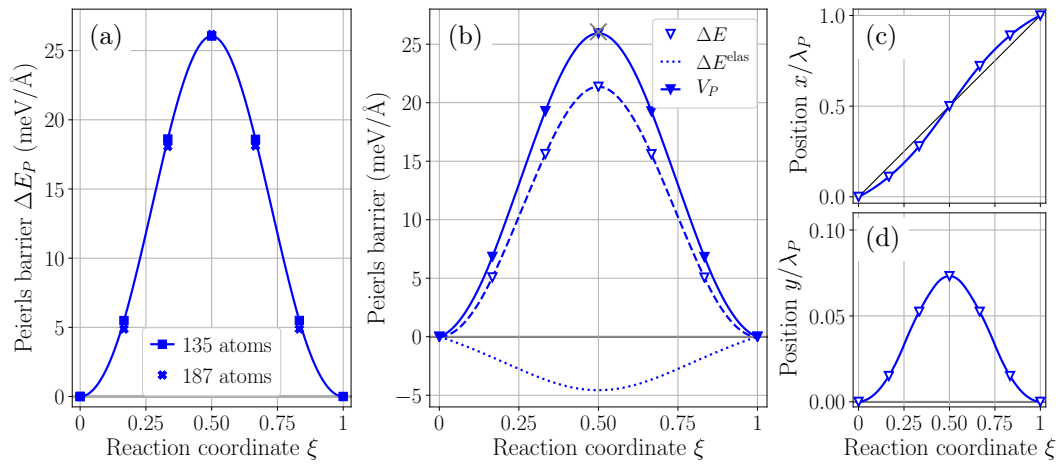 (a)
Peierls barrier ΔE_P (meV/Å)
25
20
15
10
5
0
135 atoms
187 atoms
0 0.25 0.50 0.75 1
Reaction coordinate ξ
(b)
Peierls barrier (meV/Å)
25
20
15
10
5
0
−5
ΔE
ΔE^elas
V_P
0 0.25 0.50 0.75 1
Reaction coordinate ξ
(c)
Position x/λ_P
1.0
0.5
0.0
(d)
Position y/λ_P
0.10
0.05
0.00
0 0.25 0.50 0.75 1
Reaction coordinate ξ